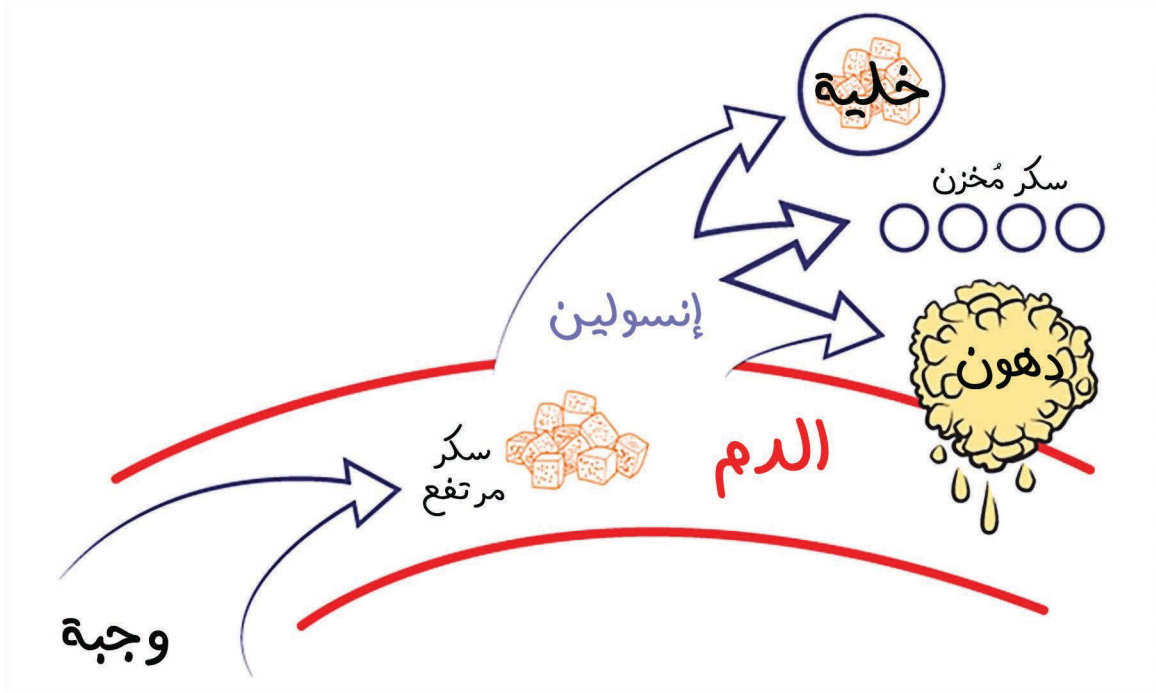 خلية
سكر مُخزن
إنسولين
دهون
الدم
سكر
مرتفع
وجبة